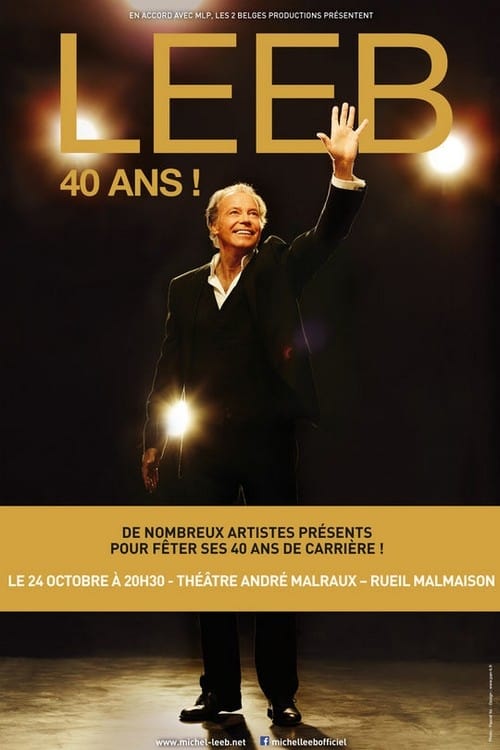 EN ACCORD AVEC MLP, LES 2 BELGES PRODUCTIONS PRÉSENTENT
LEEB
40 ANS !
DE NOMBREUX ARTISTES PRÉSENTS
POUR FÊTER SES 40 ANS DE CARRIÈRE !
LE 24 OCTOBRE À 20H30 - THÉÂTRE ANDRÉ MALRAUX – RUEIL MALMAISON
www.michel-leeb.net michelleebofficiel